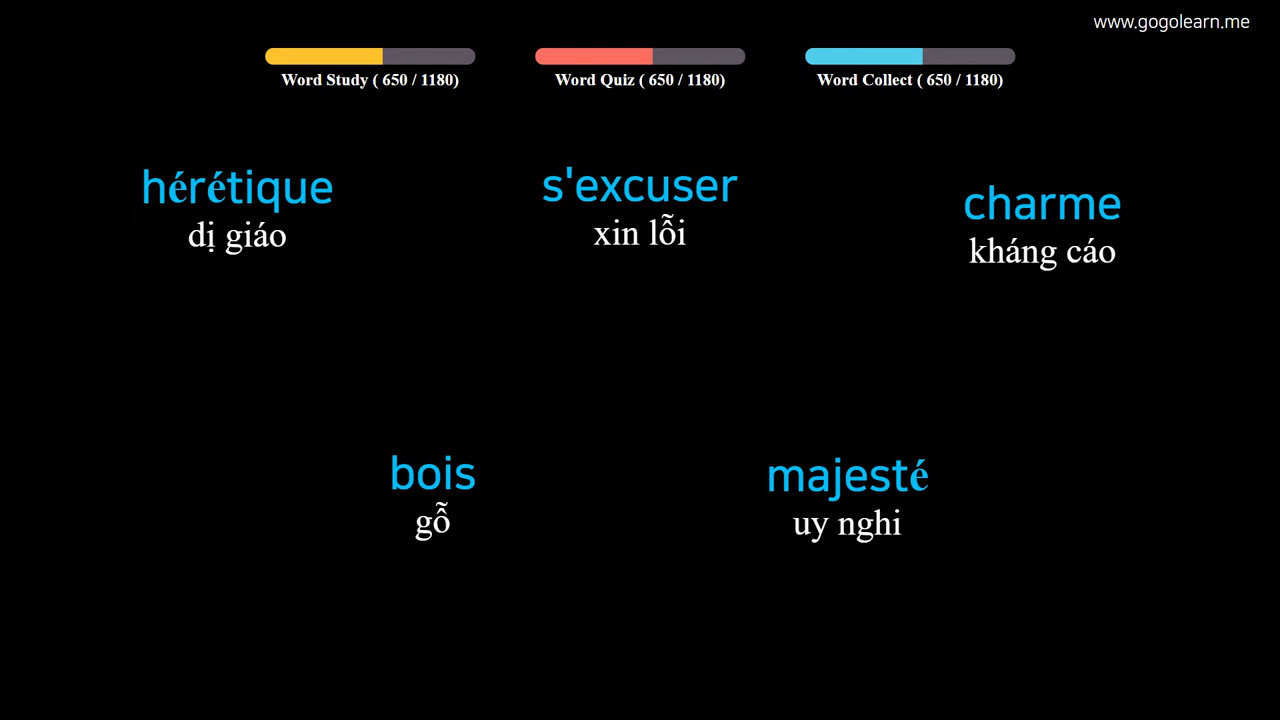 www.gogolearn.me
Word Study ( 650 / 1180)
Word Quiz ( 650 / 1180)
Word Collect ( 650 / 1180)
hérétique
dị giáo
s'excuser
xin lỗi
charme
kháng cáo
bois
gỗ
majesté
uy nghi